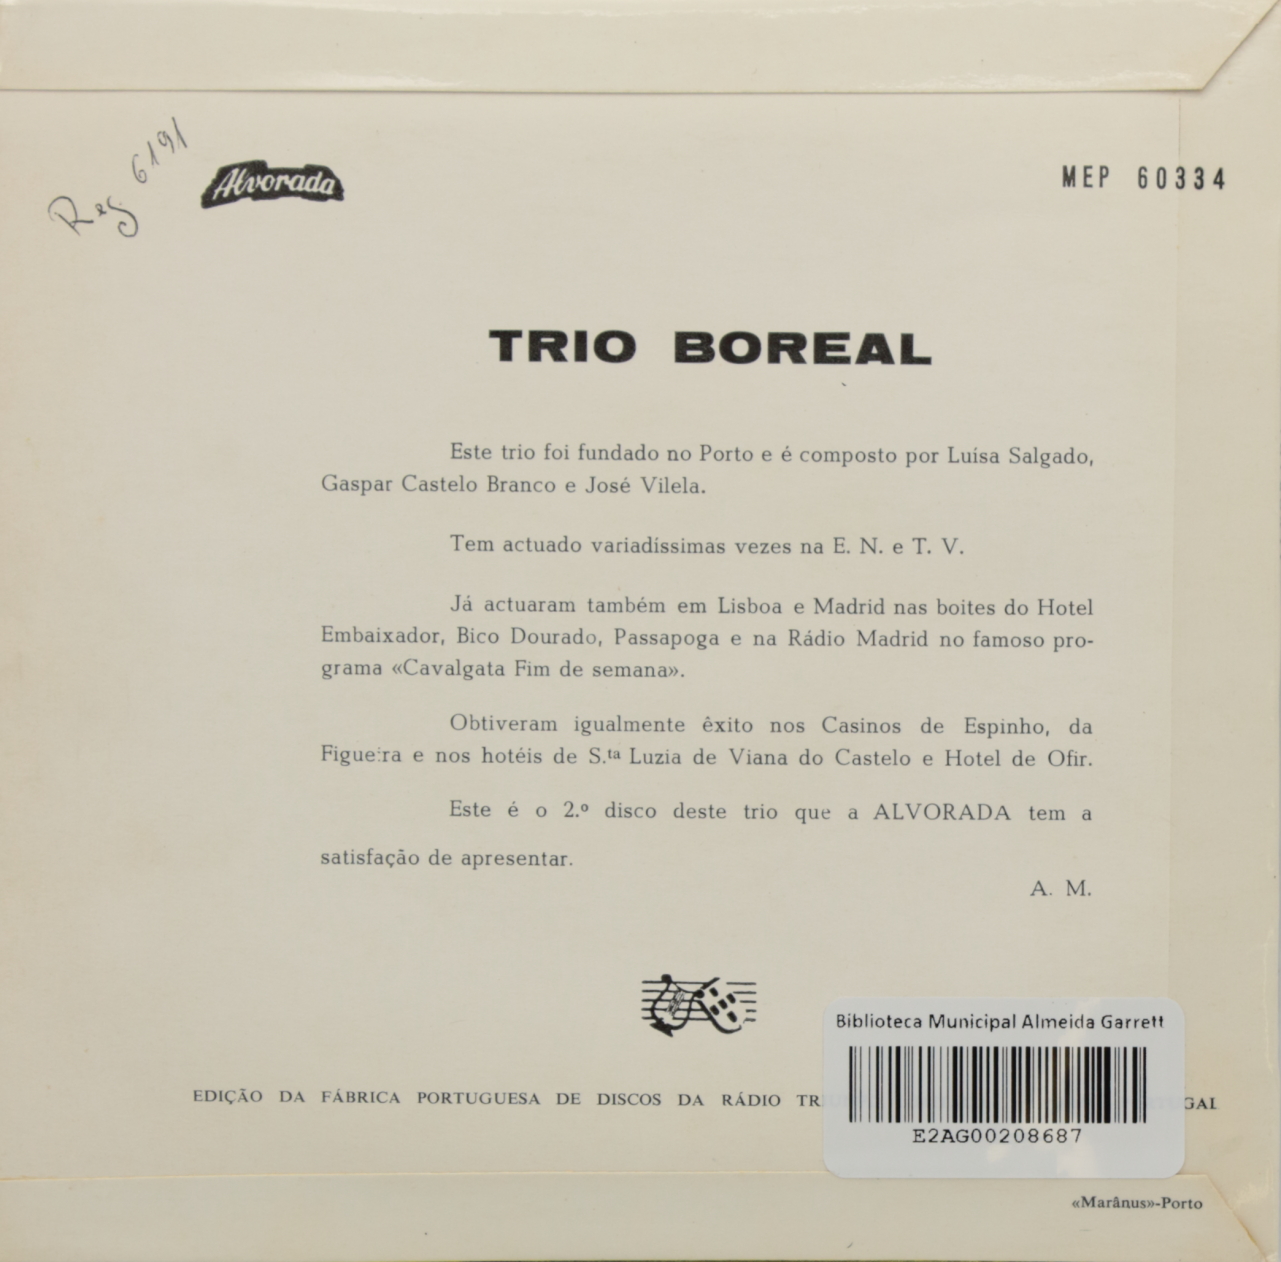 Reg 6191
Alvorada
MEP 60334
TRIO BOREAL
Este trio foi fundado no Porto e é composto por Luísa Salgado,
Gaspar Castelo Branco e José Vilela.
Tem actuado variadíssimas vezes na E. N. e T. V.
Já actuaram também em Lisboa e Madrid nas boites do Hotel
Embaixador, Bico Dourado, Passapoga e na Rádio Madrid no famoso pro-
grama «Cavalgata Fim de semana».
Obtiveram igualmente êxito nos Casinos de Espinho, da
Figueira e nos hotéis de S.ta Luzia de Viana do Castelo e Hotel de Ofir.
Este é o 2.º disco deste trio que a ALVORADA tem a
satisfação de apresentar.
A. M.
EDIÇÃO DA FÁBRICA PORTUGUESA DE DISCOS DA RÁDIO
Biblioteca Municipal Almeida Garrett
E2AG00208687
«Marânus»-Porto